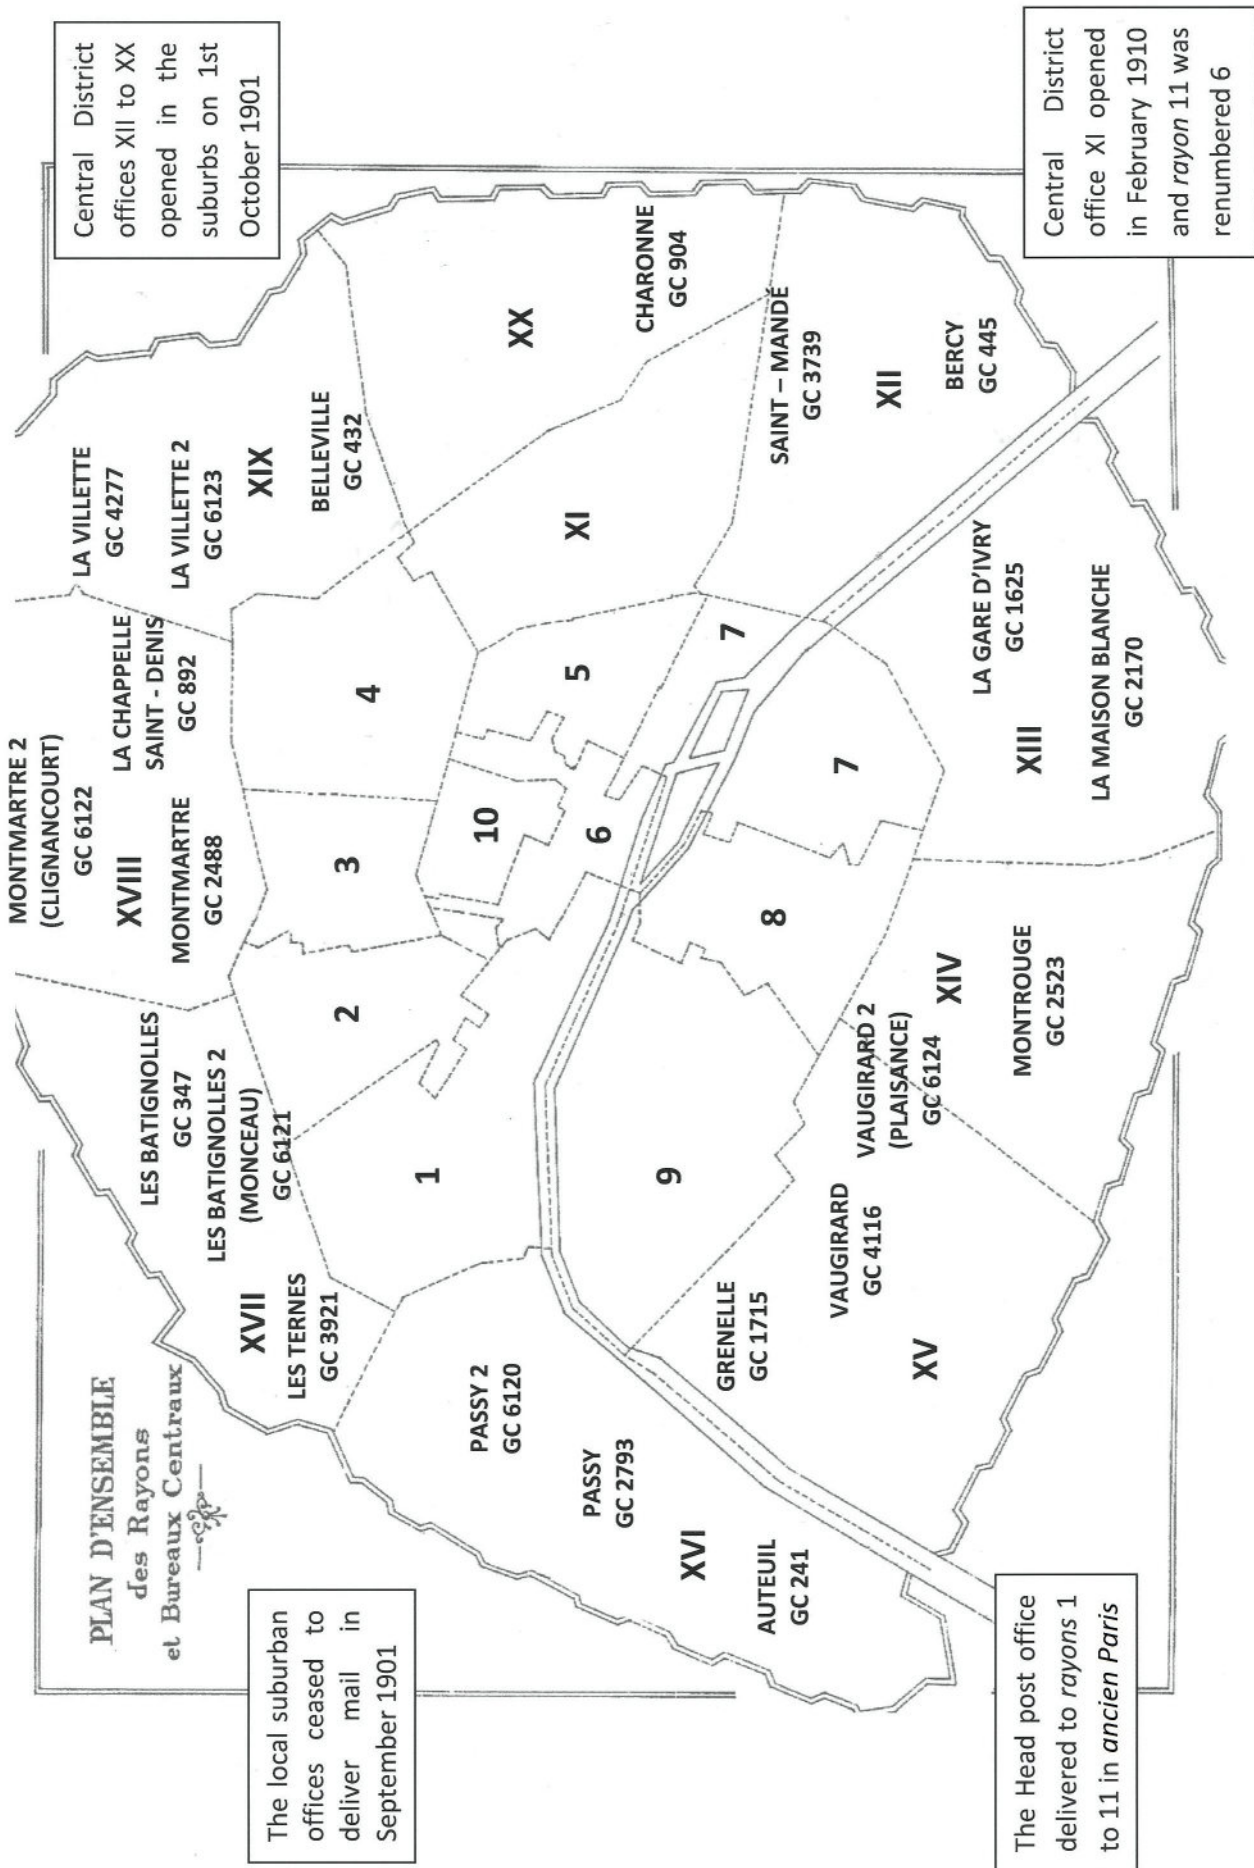 PLAN D'ENSEMBLE
des Rayons
et Bureaux Centraux
The local suburban
offices ceased to
deliver mail in
September 1901
Central District
offices XII to XX
opened in the
suburbs on 1st
October 1901
The Head post office
delivered to rayons 1
to 11 in ancien Paris
Central District
office XI opened
in February 1910
and rayon 11 was
renumbered 6
MONTMARTRE 2
(CLIGNANCOURT)
GC 6122
XVIII
MONTMARTRE
GC 2488
LA CHAPPELLE
SAINT - DENIS
GC 892
LA VILLETTE
GC 4277
LA VILLETTE 2
GC 6123
XIX
BELLEVILLE
GC 432
LES BATIGNOLLES
GC 347
LES BATIGNOLLES 2
(MONCEAU)
GC 6121
XVII
LES TERNES
GC 3921
1
2
3
4
10
5
6
7
XI
XX
CHARONNE
GC 904
SAINT – MANDE
GC 3739
XII
BERCY
GC 445
PASSY 2
GC 6120
PASSY
GC 2793
XVI
AUTEUIL
GC 241
9
8
7
GRENELLE
GC 1715
VAUGIRARD
GC 4116
XV
VAUGIRARD 2
(PLAISANCE)
GC 6124
XIV
MONTROUGE
GC 2523
LA GARE D'IVRY
GC 1625
XIII
LA MAISON BLANCHE
GC 2170